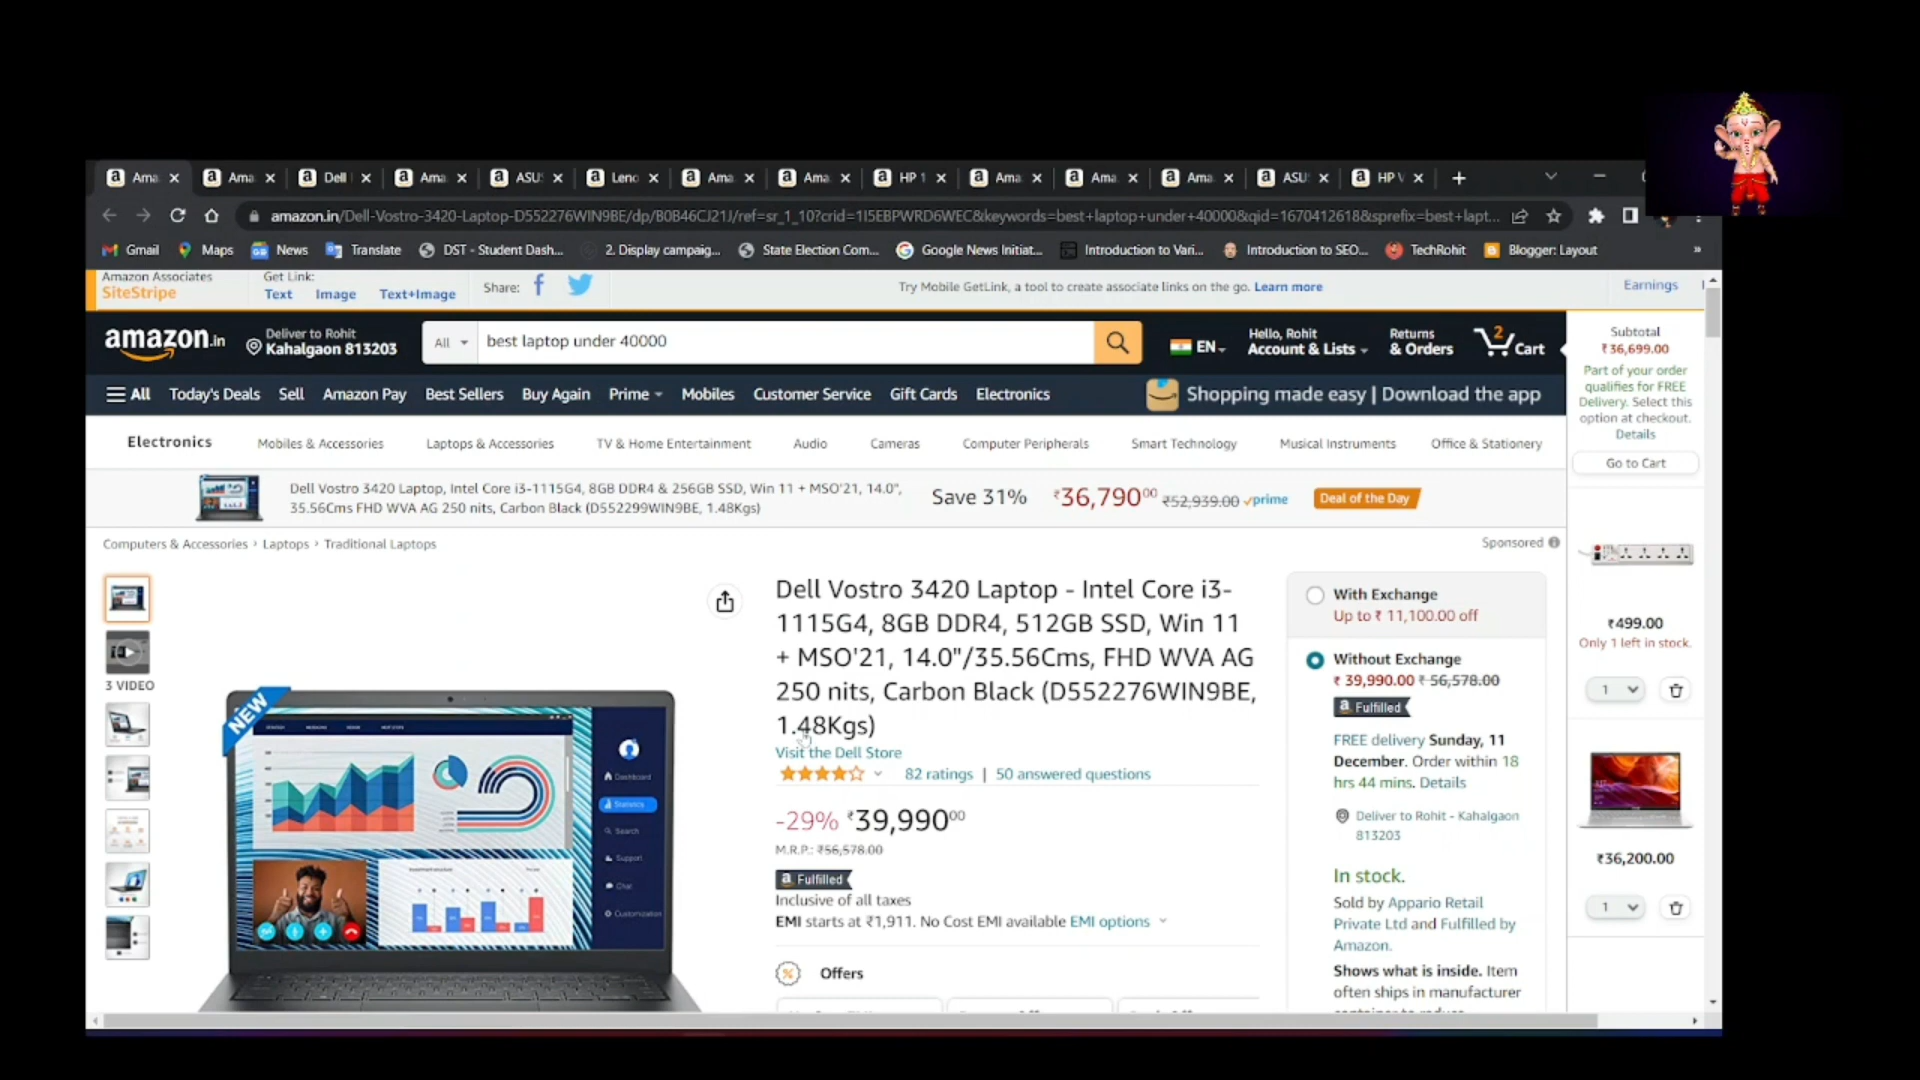 Ama
Ama
Dell
Ama
ASU
Leno
Ama
Ama
HP 1
Ama
Ama
Ama
ASU
HP V
amazon.in/Dell-Vostro-3420-Laptop-D552276WIN9BE/dp/B0B46CJ21J/ref=sr_1_10?crid=1I5EBPWRD6WEC&keywords=best+laptop+under+40000&qid=1670412618&sprefix=best+lapt...
Gmail
Maps
News
Translate
DST - Student Dash...
2. Display campaig...
State Election Com...
Google News Initiat...
Introduction to Vari...
Introduction to SEO...
TechRohit
Blogger: Layout
Amazon Associates
SiteStripe
Get Link:
Text Image Text+Image
Share:
Try Mobile GetLink, a tool to create associate links on the go. Learn more
Earnings
amazon.in
Deliver to Rohit
Kahalgaon 813203
All
best laptop under 40000
EN
Hello, Rohit
Account & Lists
Returns
& Orders
2
Cart
All
Today's Deals
Sell
Amazon Pay
Best Sellers
Buy Again
Prime
Mobiles
Customer Service
Gift Cards
Electronics
Shopping made easy | Download the app
Electronics
Mobiles & Accessories
Laptops & Accessories
TV & Home Entertainment
Audio
Cameras
Computer Peripherals
Smart Technology
Musical Instruments
Office & Stationery
Dell Vostro 3420 Laptop, Intel Core i3-1115G4, 8GB DDR4 & 256GB SSD, Win 11 + MSO'21, 14.0",
35.56Cms FHD WVA AG 250 nits, Carbon Black (D552299WIN9BE, 1.48Kgs)
Save 31%
₹36,79000
₹52,939.00
prime
Deal of the Day
Computers & Accessories › Laptops › Traditional Laptops
Sponsored
3 VIDEO
NEW
Dashboard
Statistics
Search
Support
Chat
Customization
Dell Vostro 3420 Laptop - Intel Core i3-
1115G4, 8GB DDR4, 512GB SSD, Win 11
+ MSO'21, 14.0"/35.56Cms, FHD WVA AG
250 nits, Carbon Black (D552276WIN9BE,
1.48Kgs)
Visit the Dell Store
82 ratings | 50 answered questions
-29% ₹39,99000
M.R.P.: ₹56,578.00
a Fulfilled
Inclusive of all taxes
EMI starts at ₹1,911. No Cost EMI available EMI options
Offers
With Exchange
Up to ₹ 11,100.00 off
Without Exchange
₹ 39,990.00 ₹ 56,578.00
a Fulfilled
FREE delivery Sunday, 11
December. Order within 18
hrs 44 mins. Details
Deliver to Rohit - Kahalgaon
813203
In stock.
Sold by Appario Retail
Private Ltd and Fulfilled by
Amazon.
Shows what is inside. Item
often ships in manufacturer
Subtotal
₹36,699.00
Part of your order
qualifies for FREE
Delivery. Select this
option at checkout.
Details
Go to Cart
₹499.00
Only 1 left in stock.
1
₹36,200.00
1